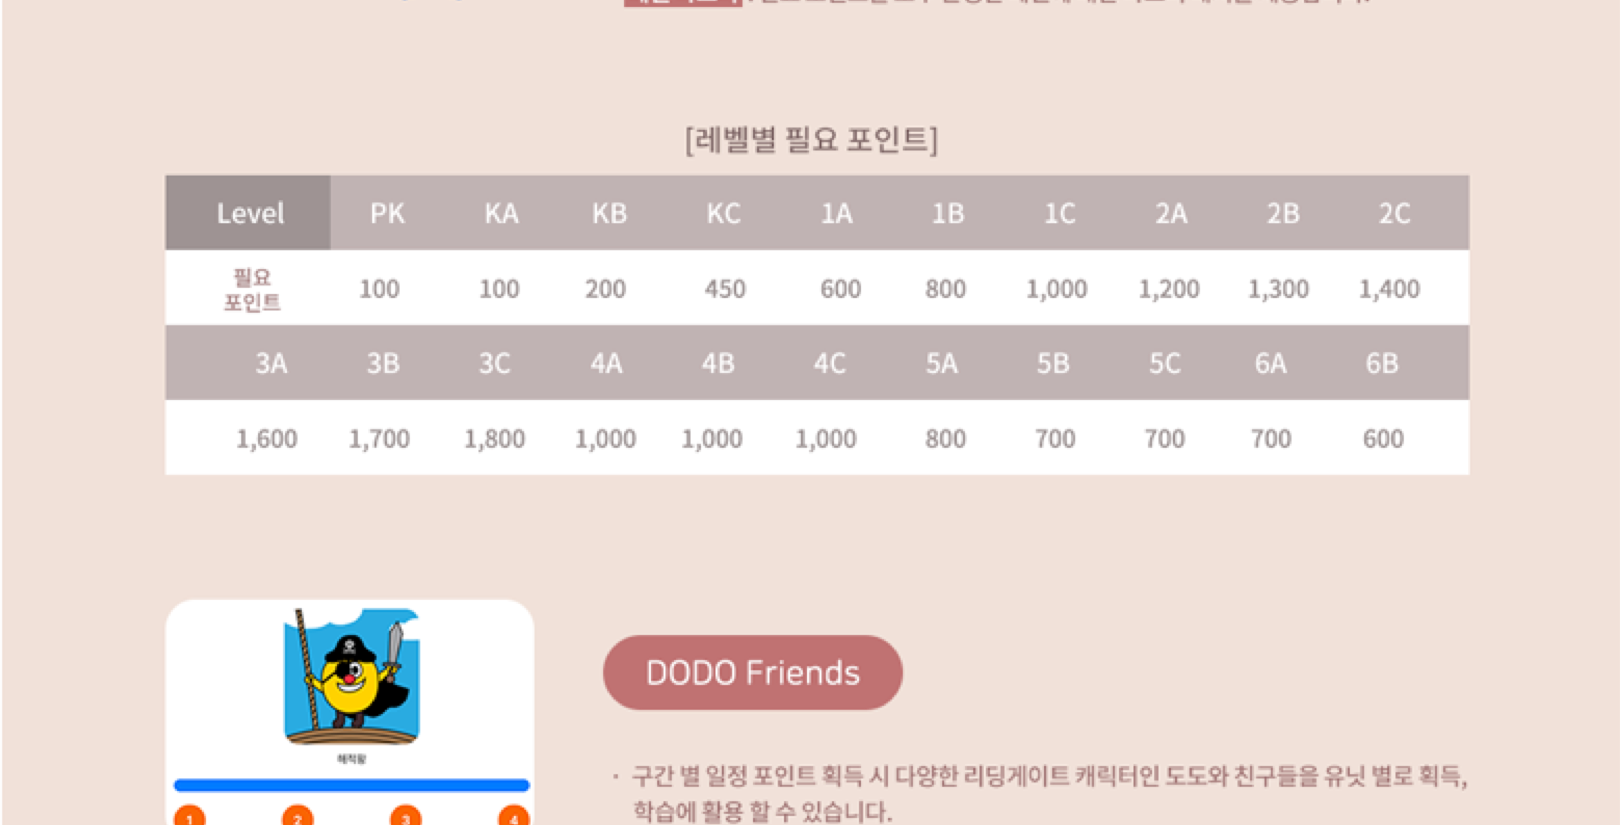 [레벨별 필요 포인트]
Level PK KA KB KC 1A 1B 1C 2A 2B 2C
필요
포인트 100 100 200 450 600 800 1,000 1,200 1,300 1,400
3A 3B 3C 4A 4B 4C 5A 5B 5C 6A 6B
1,600 1,700 1,800 1,000 1,000 1,000 800 700 700 700 600
해적왕
1 2 3 4
DODO Friends
· 구간 별 일정 포인트 획득 시 다양한 리딩게이트 캐릭터인 도도와 친구들을 유닛 별로 획득,
학습에 활용 할 수 있습니다.